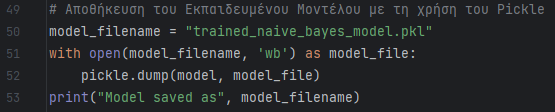 49 # Αποθήκευση του Εκπαιδευμένου Μοντέλου με τη χρήση του Pickle
50 model_filename = "trained_naive_bayes_model.pkl"
51 with open(model_filename, 'wb') as model_file:
52     pickle.dump(model, model_file)
53 print("Model saved as", model_filename)